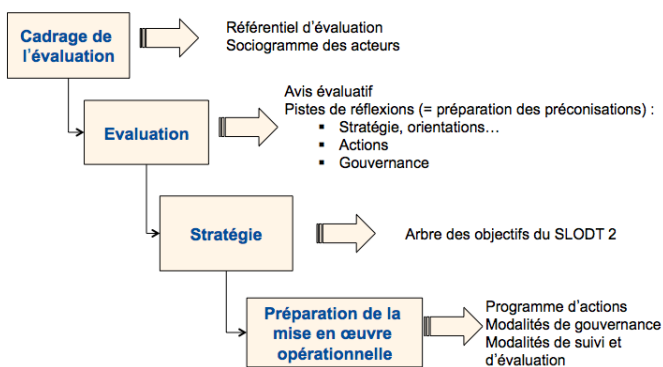 Cadrage de
l'évaluation
Référentiel d'évaluation
Sociogramme des acteurs
Evaluation
Avis évaluatif
Pistes de réflexions (= préparation des préconisations) :
▪ Stratégie, orientations…
▪ Actions
▪ Gouvernance
Stratégie
Arbre des objectifs du SLODT 2
Préparation de la
mise en œuvre
opérationnelle
Programme d'actions
Modalités de gouvernance
Modalités de suivi et
d'évaluation